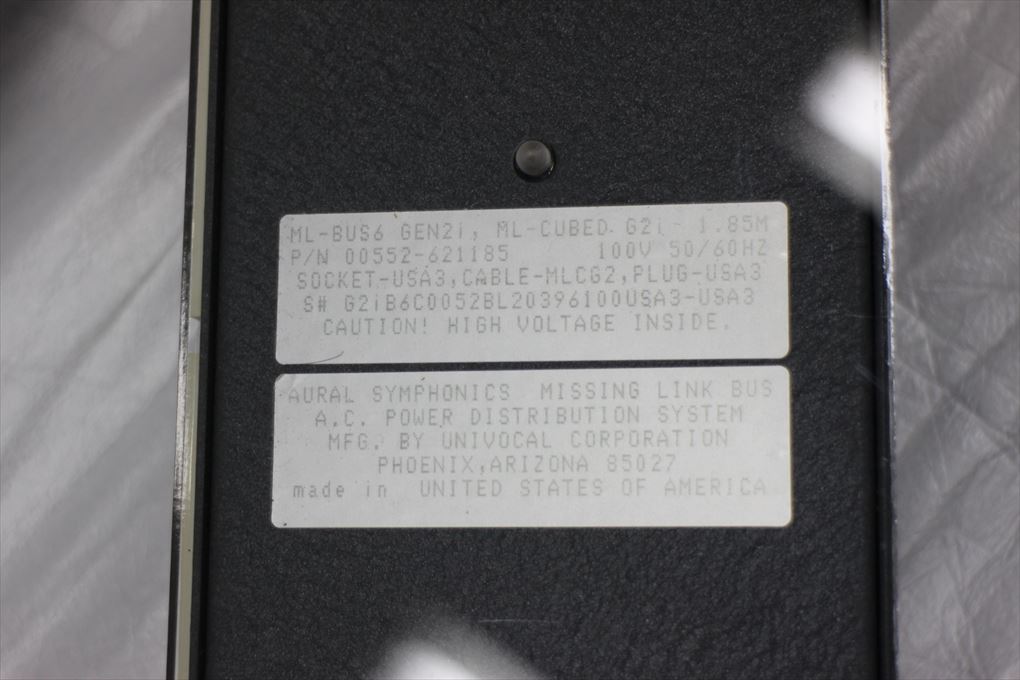 ML-BUS6 GEN2i, ML-CUBED G2i - 1.85M
P/N 00552-621185 100V 50/60HZ
SOCKET-USA3,CABLE-MLCG2,PLUG-USA3
S# G2iB6C0052BL20396100USA3-USA3
CAUTION! HIGH VOLTAGE INSIDE.
AURAL SYMPHONICS MISSING LINK BUS
A.C. POWER DISTRIBUTION SYSTEM
MFG. BY UNIVOCAL CORPORATION
PHOENIX,ARIZONA 85027
made in UNITED STATES OF AMERICA